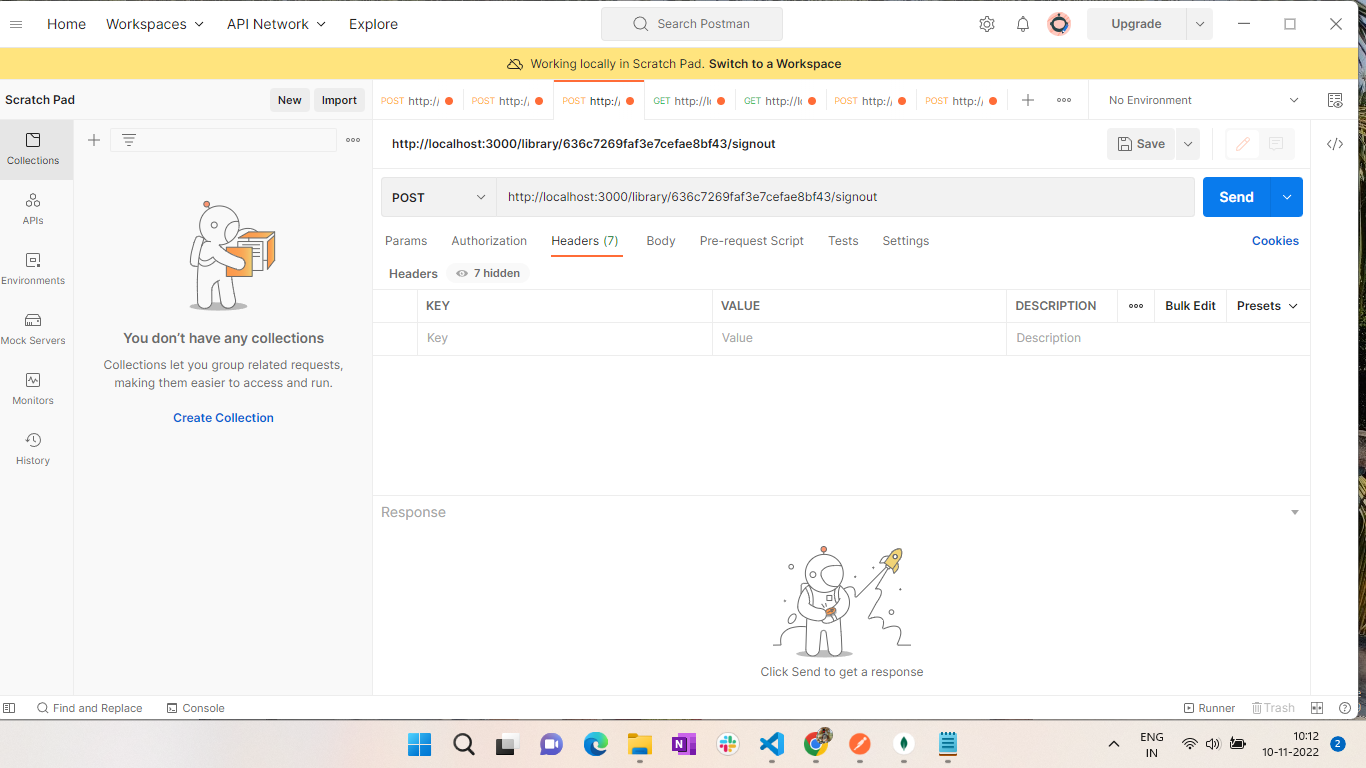 Home
Workspaces
API Network
Explore
Search Postman
Upgrade
Working locally in Scratch Pad. Switch to a Workspace
Scratch Pad
New
Import
POST http:/
POST http:/
POST http:/
GET http://l
GET http://l
POST http:/
POST http:/
No Environment
Collections
APIs
Environments
Mock Servers
Monitors
History
You don’t have any collections
Collections let you group related requests,
making them easier to access and run.
Create Collection
http://localhost:3000/library/636c7269faf3e7cefae8bf43/signout
Save
POST
http://localhost:3000/library/636c7269faf3e7cefae8bf43/signout
Send
Params
Authorization
Headers (7)
Body
Pre-request Script
Tests
Settings
Cookies
Headers
7 hidden
KEY
VALUE
DESCRIPTION
Bulk Edit
Presets
Key
Value
Description
Response
Click Send to get a response
Find and Replace
Console
Runner
Trash
ENG
IN
10:12
10-11-2022
2